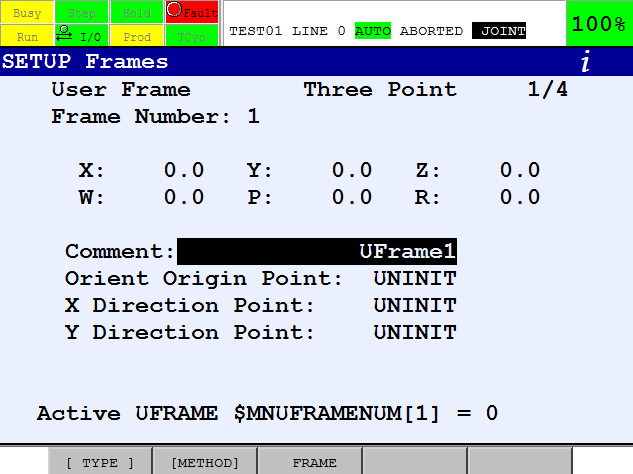 Busy Step Hold Fault
Run I/O Prod TCyc
TEST01 LINE 0 AUTO ABORTED JOINT
100%
SETUP Frames i
User Frame Three Point 1/4
Frame Number: 1
X: 0.0 Y: 0.0 Z: 0.0
W: 0.0 P: 0.0 R: 0.0
Comment: UFrame1
Orient Origin Point: UNINIT
X Direction Point: UNINIT
Y Direction Point: UNINIT
Active UFRAME $MNUFRAMENUM[1] = 0
[ TYPE ] [METHOD] FRAME